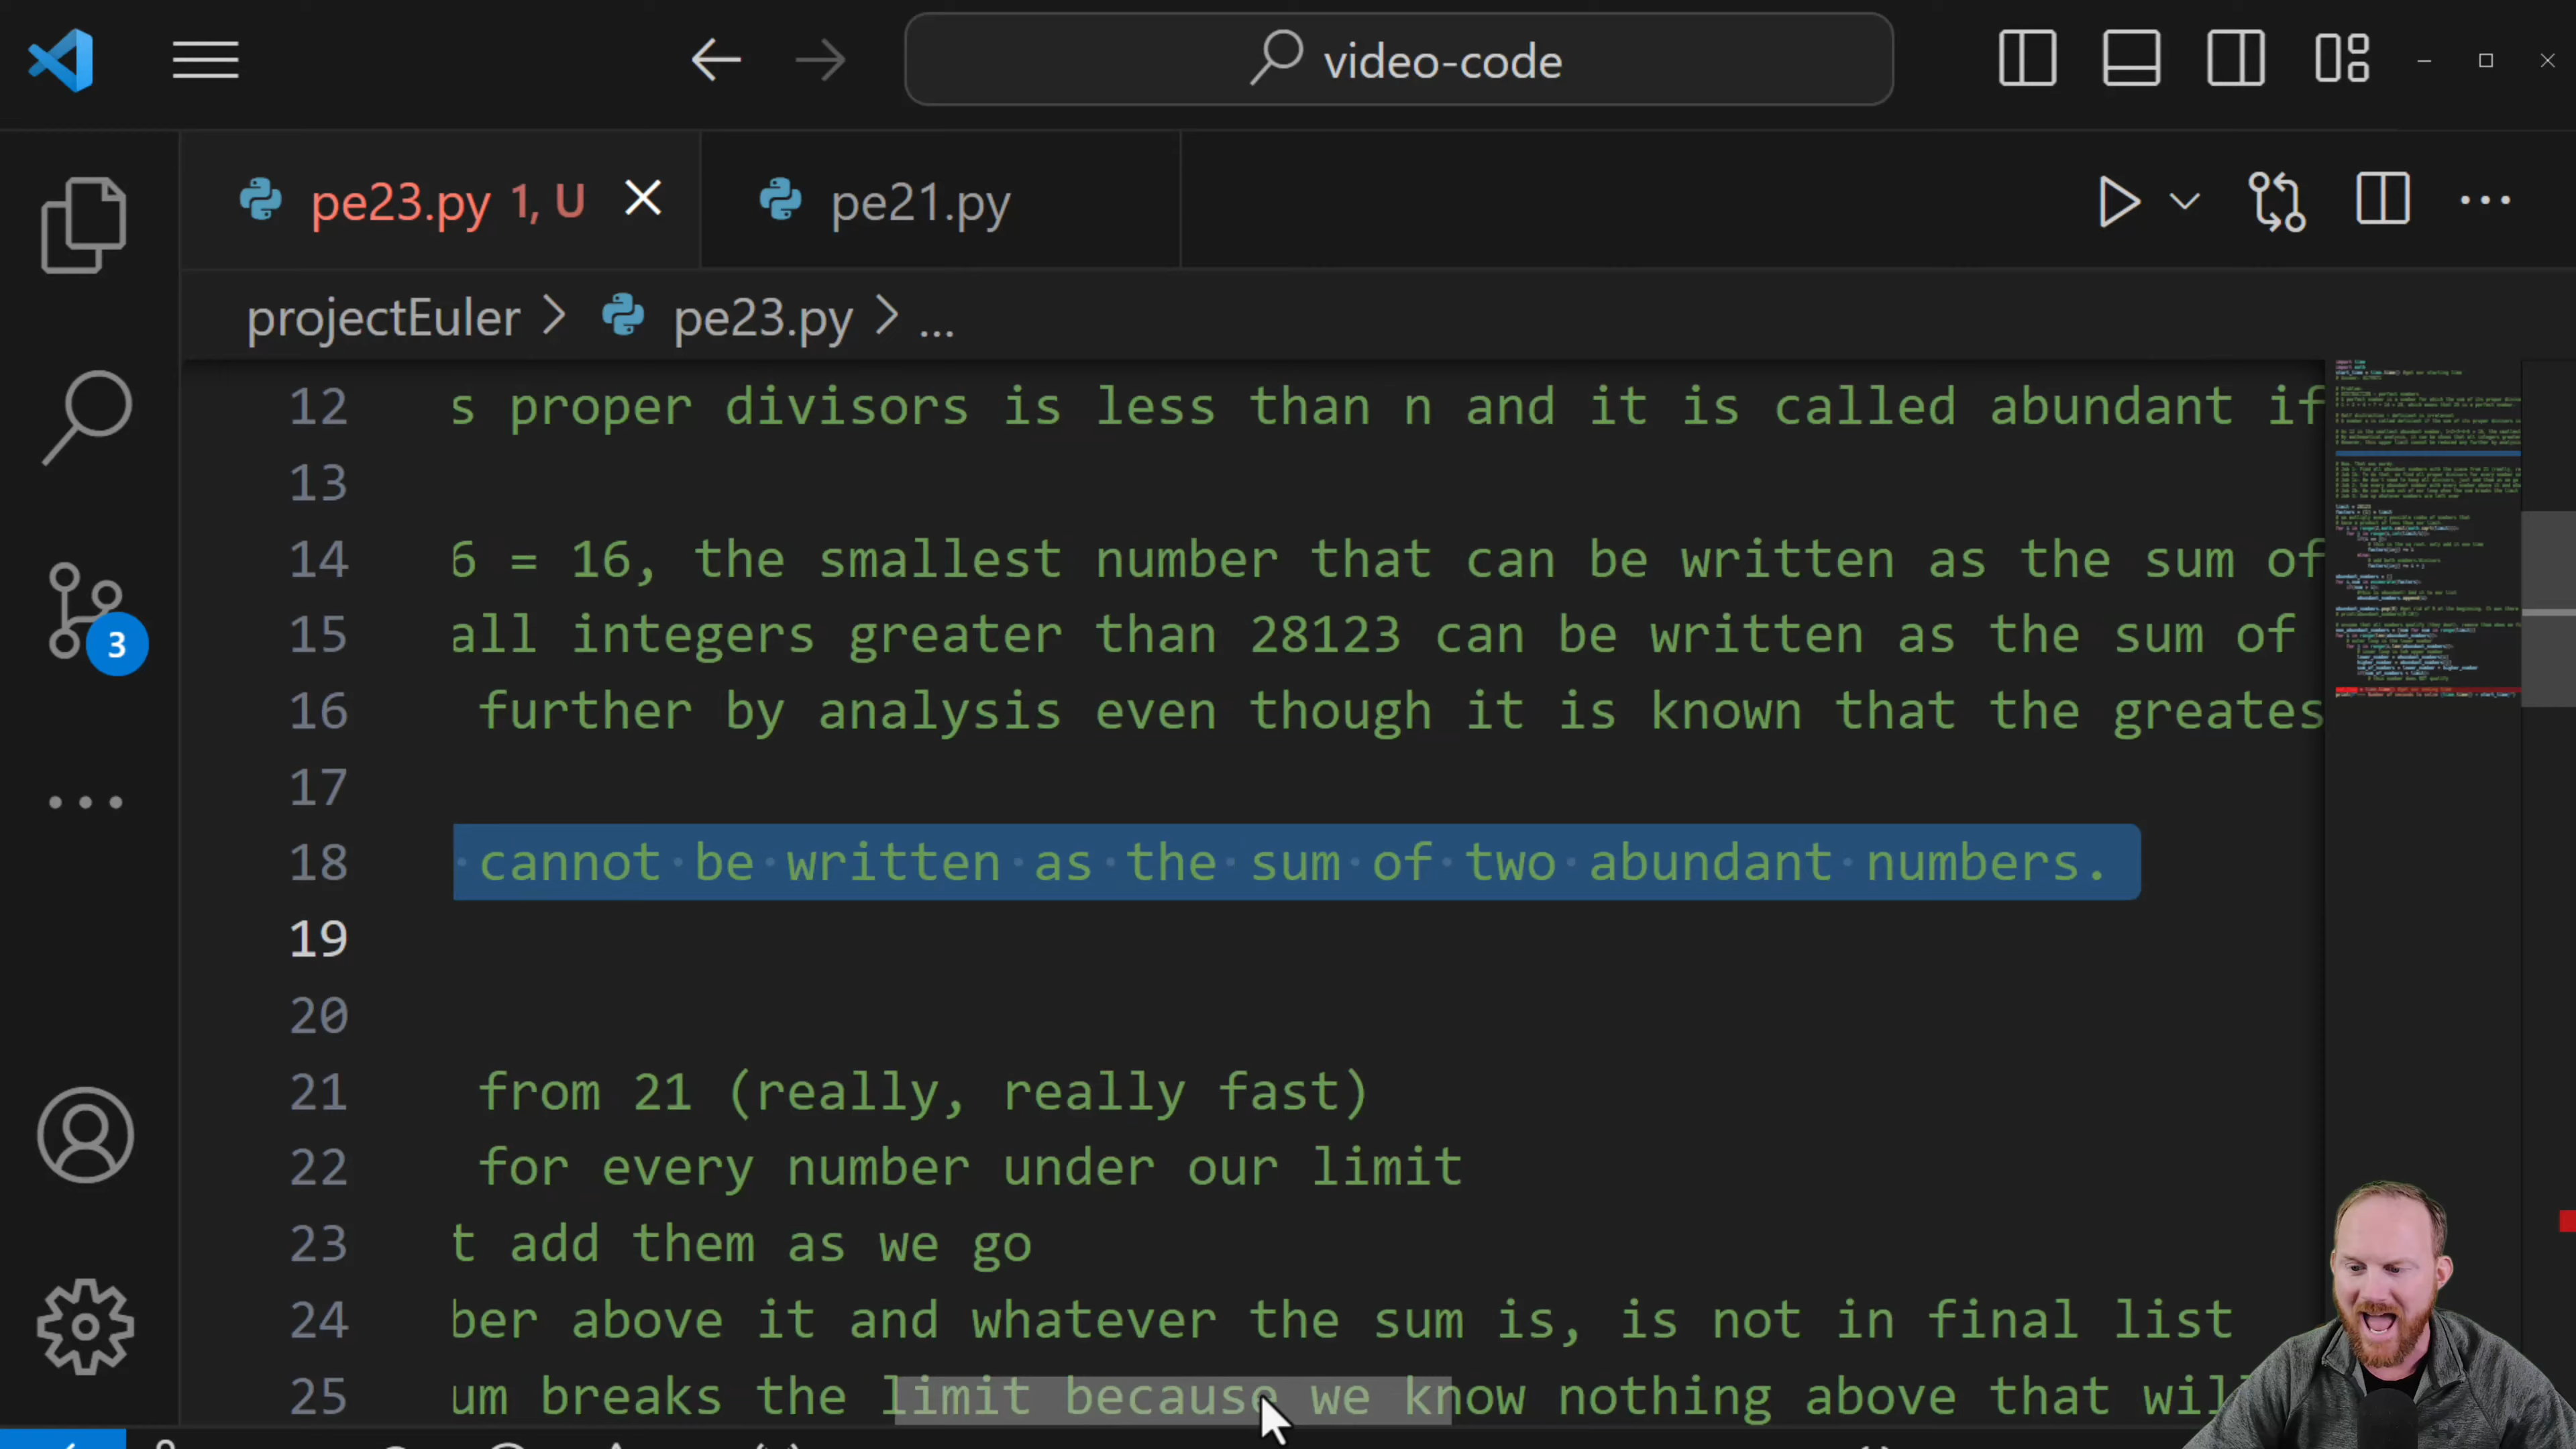 video-code
pe23.py 1, U
pe21.py
projectEuler > pe23.py > ...
12 s proper divisors is less than n and it is called abundant if
13
14 6 = 16, the smallest number that can be written as the sum of
15 all integers greater than 28123 can be written as the sum of
16 further by analysis even though it is known that the greates
17
18 cannot be written as the sum of two abundant numbers.
19
20
21 from 21 (really, really fast)
22 for every number under our limit
23 t add them as we go
24 ber above it and whatever the sum is, is not in final list
25 um breaks the limit because we know nothing above that will
3